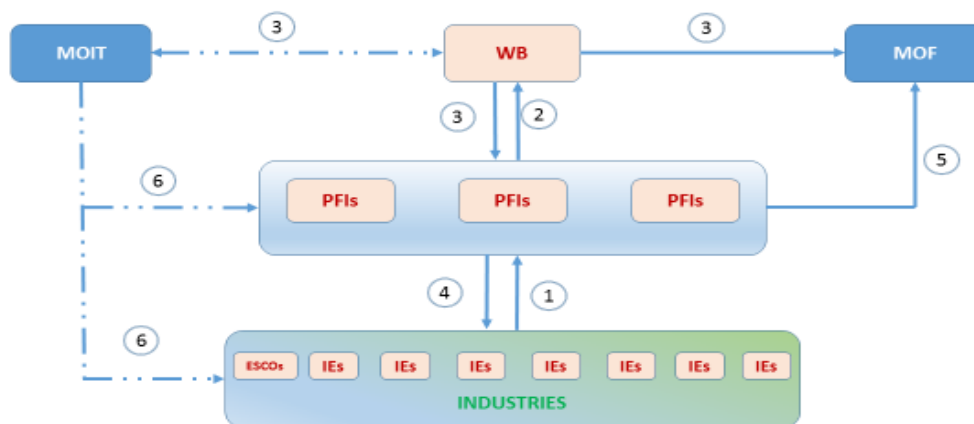 3
3
MOIT
WB
MOF
3
2
6
5
PFIs
PFIs
PFIs
4
1
6
ESCOs
IEs
IEs
IEs
IEs
IEs
IEs
IEs
INDUSTRIES